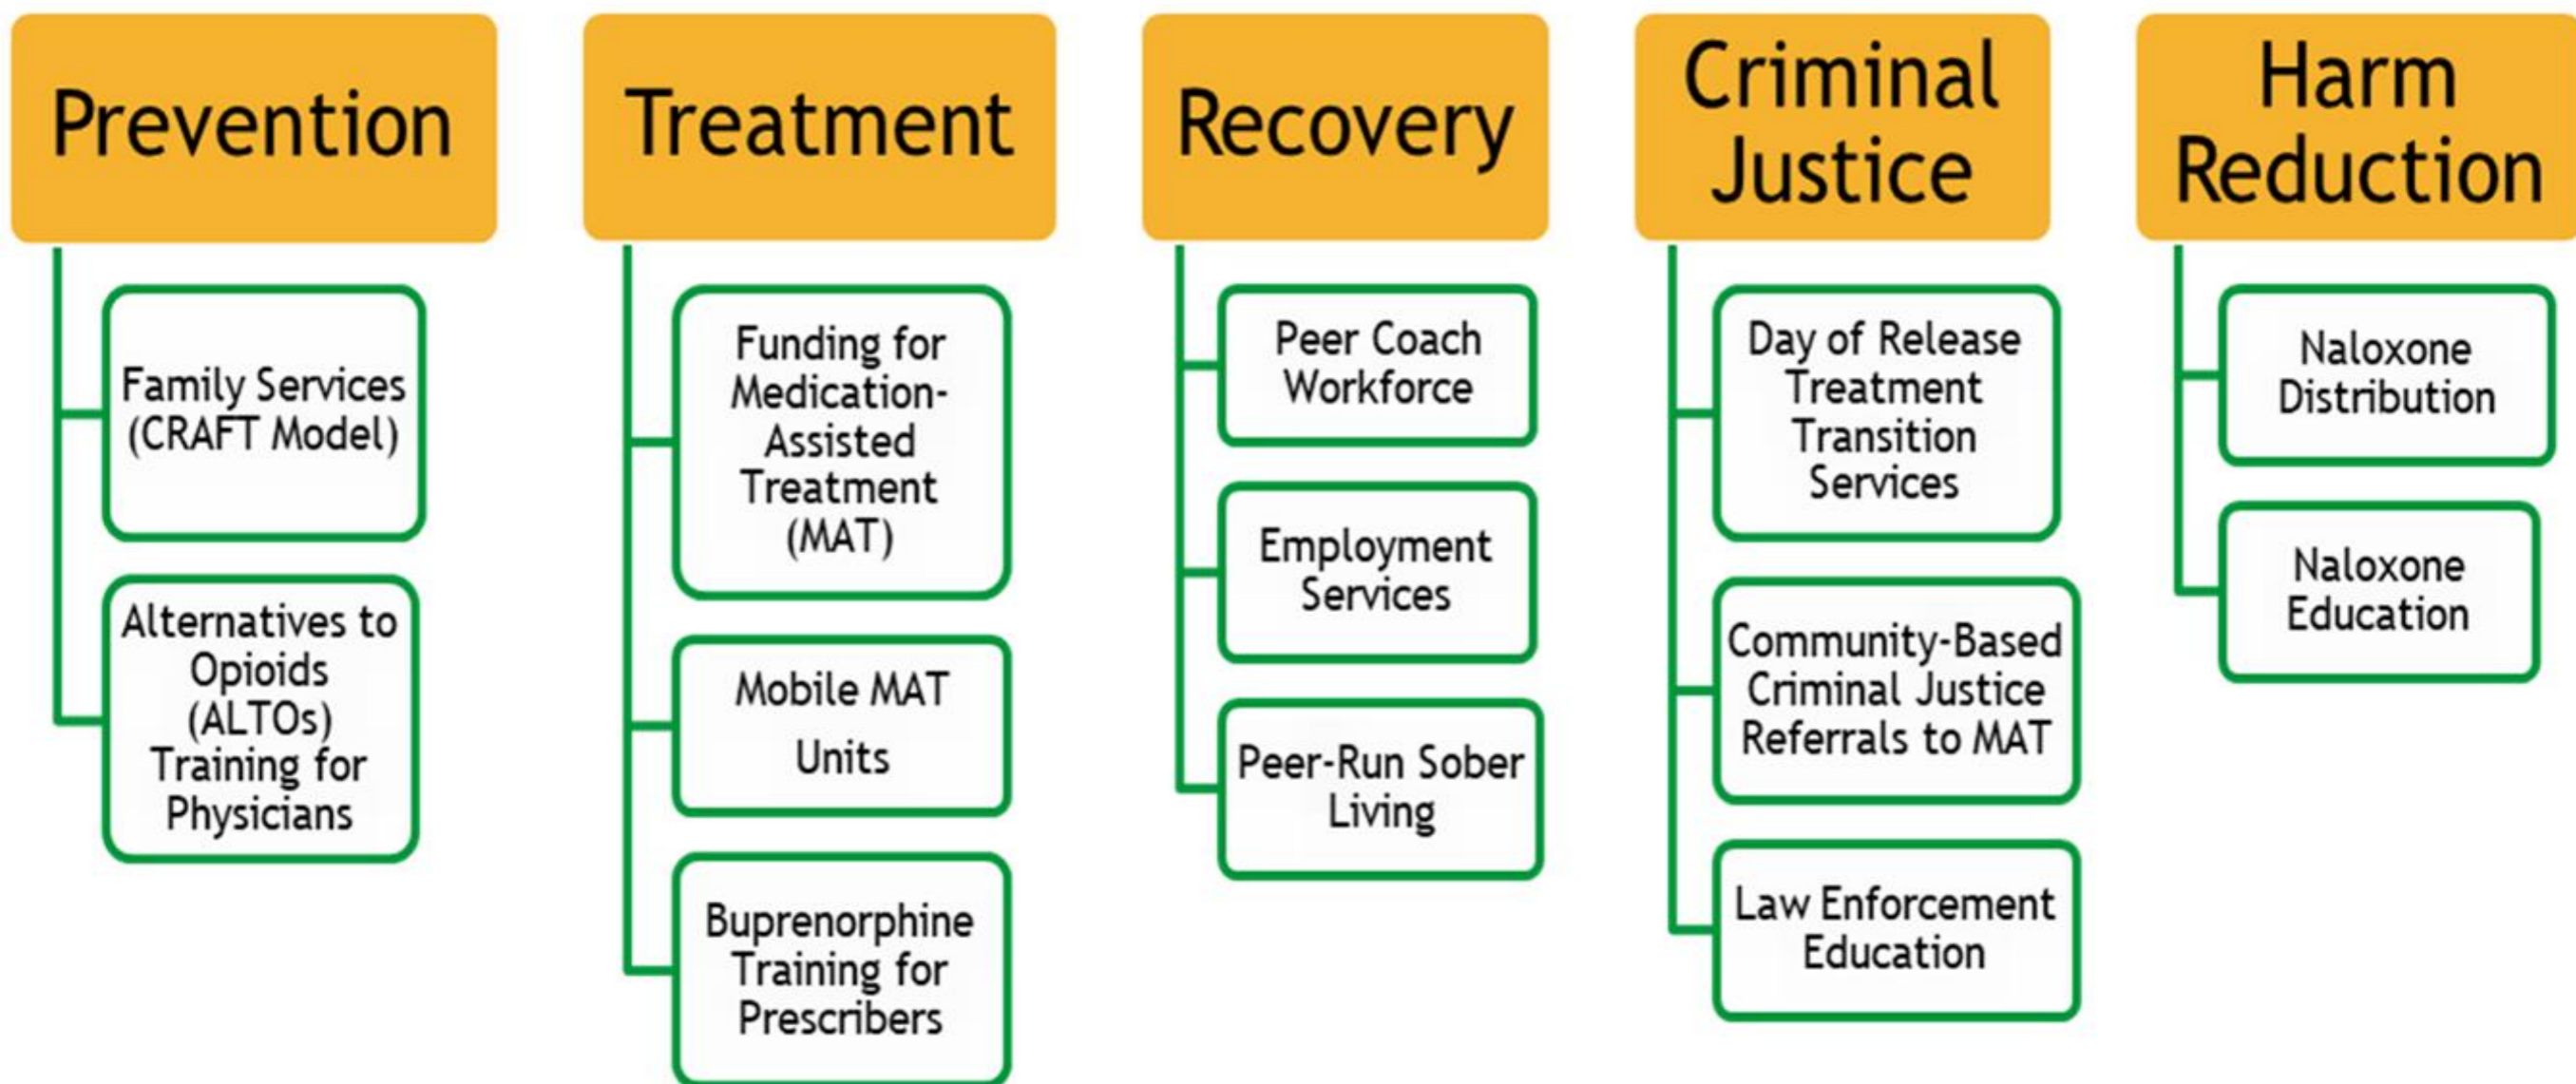 Prevention
Family Services
(CRAFT Model)
Alternatives to
Opioids
(ALTOs)
Training for
Physicians
Treatment
Funding for
Medication-
Assisted
Treatment
(MAT)
Mobile MAT
Units
Buprenorphine
Training for
Prescribers
Recovery
Peer Coach
Workforce
Employment
Services
Peer-Run Sober
Living
Criminal
Justice
Day of Release
Treatment
Transition
Services
Community-Based
Criminal Justice
Referrals to MAT
Law Enforcement
Education
Harm
Reduction
Naloxone
Distribution
Naloxone
Education